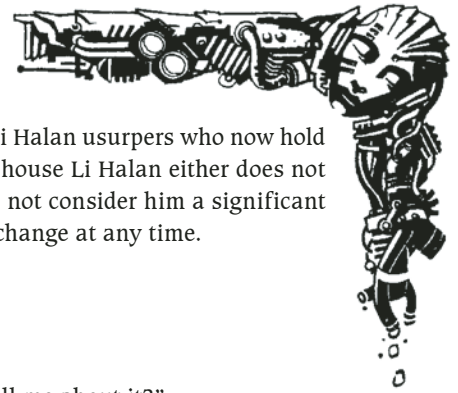 i Halan usurpers who now hold
house Li Halan either does not
not consider him a significant
change at any time.
ll me about it?”